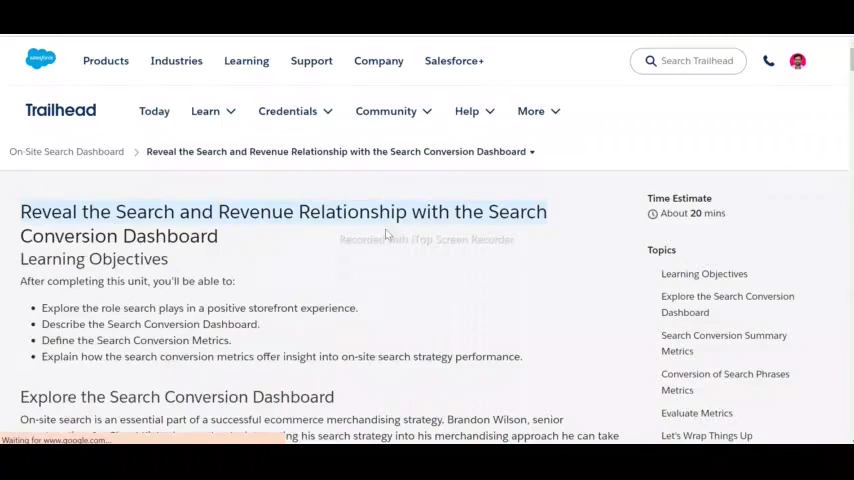 salesforce
Products Industries Learning Support Company Salesforce+ Search Trailhead
Trailhead Today Learn Credentials Community Help More
On-Site Search Dashboard Reveal the Search and Revenue Relationship with the Search Conversion Dashboard
Reveal the Search and Revenue Relationship with the Search
Conversion Dashboard
Recorded with iTop Screen Recorder
Learning Objectives
After completing this unit, you'll be able to:
Explore the role search plays in a positive storefront experience.
Describe the Search Conversion Dashboard.
Define the Search Conversion Metrics.
Explain how the search conversion metrics offer insight into on-site search strategy performance.
Explore the Search Conversion Dashboard
On-site search is an essential part of a successful ecommerce merchandising strategy. Brandon Wilson, senior
ng his search strategy into his merchandising approach he can take
Waiting for www.google.com...
Time Estimate
About 20 mins
Topics
Learning Objectives
Explore the Search Conversion
Dashboard
Search Conversion Summary
Metrics
Conversion of Search Phrases
Metrics
Evaluate Metrics
Let's Wrap Things Up